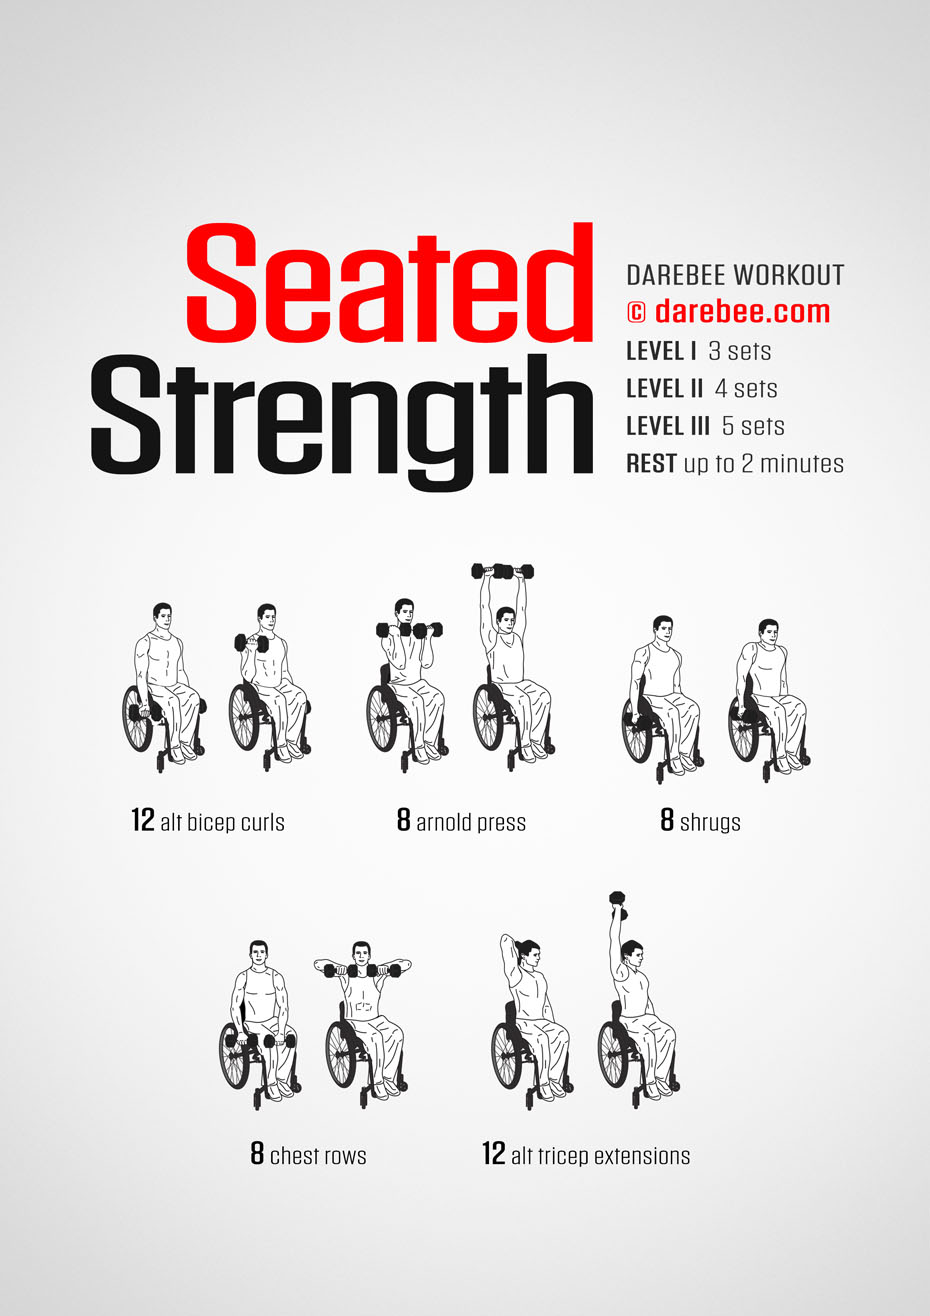 Seated
Strength
DAREBEE WORKOUT
© darebee.com
LEVEL I 3 sets
LEVEL II 4 sets
LEVEL III 5 sets
REST up to 2 minutes
12 alt bicep curls
8 arnold press
8 shrugs
8 chest rows
12 alt tricep extensions